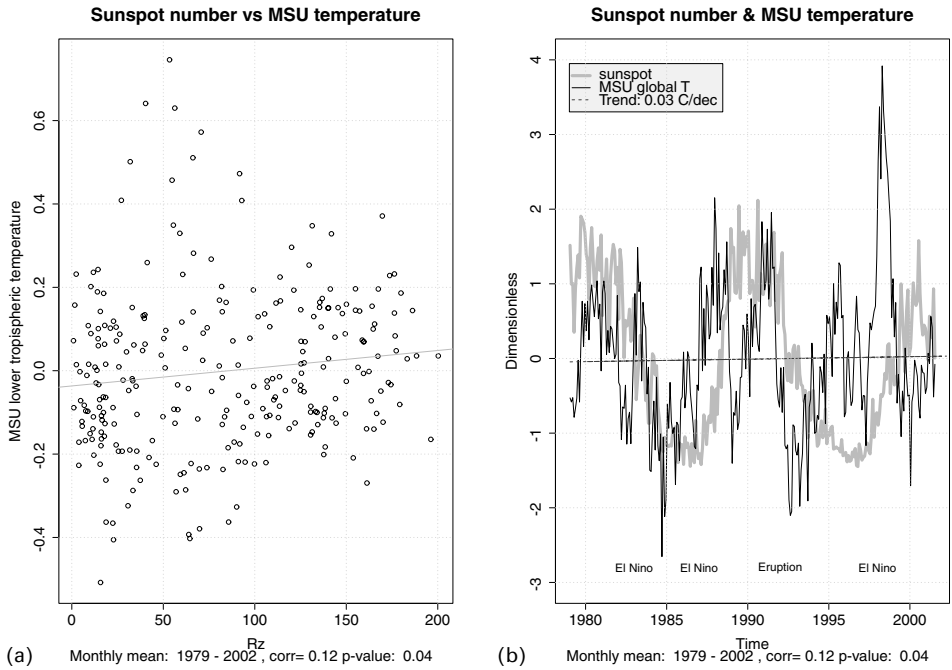 Sunspot number vs MSU temperature
MSU lower tropispheric temperature
0.6
0.4
0.2
0.0
-0.2
-0.4
0 50 100 150 200
Rz
(a) Monthly mean: 1979 - 2002 , corr= 0.12 p-value: 0.04
Sunspot number & MSU temperature
sunspot
MSU global T
Trend: 0.03 C/dec
Dimensionless
4
3
2
1
0
-1
-2
-3
El Nino El Nino Eruption El Nino
1980 1985 1990 1995 2000
Time
(b) Monthly mean: 1979 - 2002 , corr= 0.12 p-value: 0.04